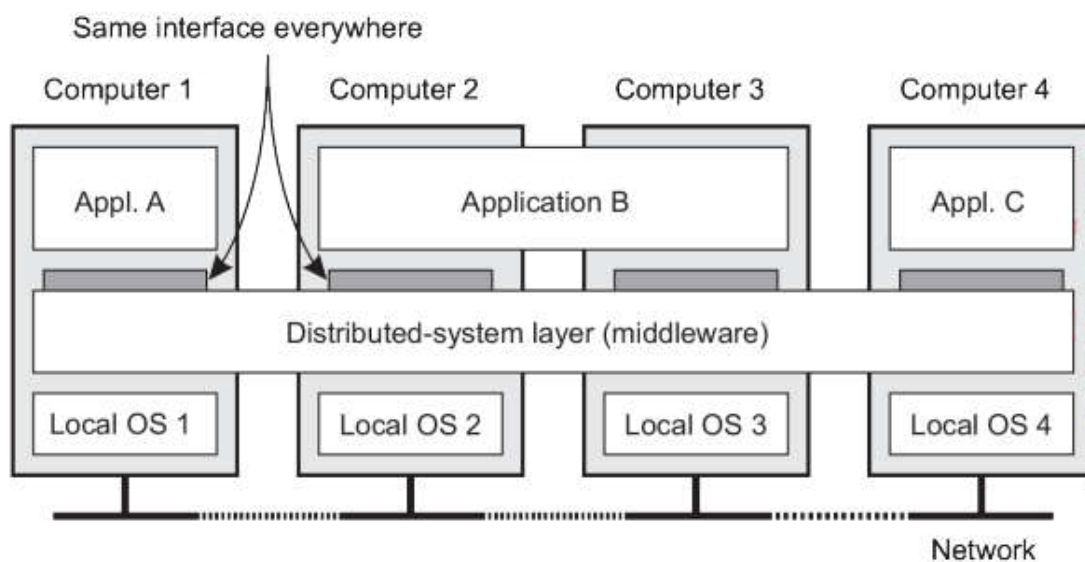 Same interface everywhere
Computer 1
Computer 2
Computer 3
Computer 4
Appl. A
Application B
Appl. C
Distributed-system layer (middleware)
Local OS 1
Local OS 2
Local OS 3
Local OS 4
Network